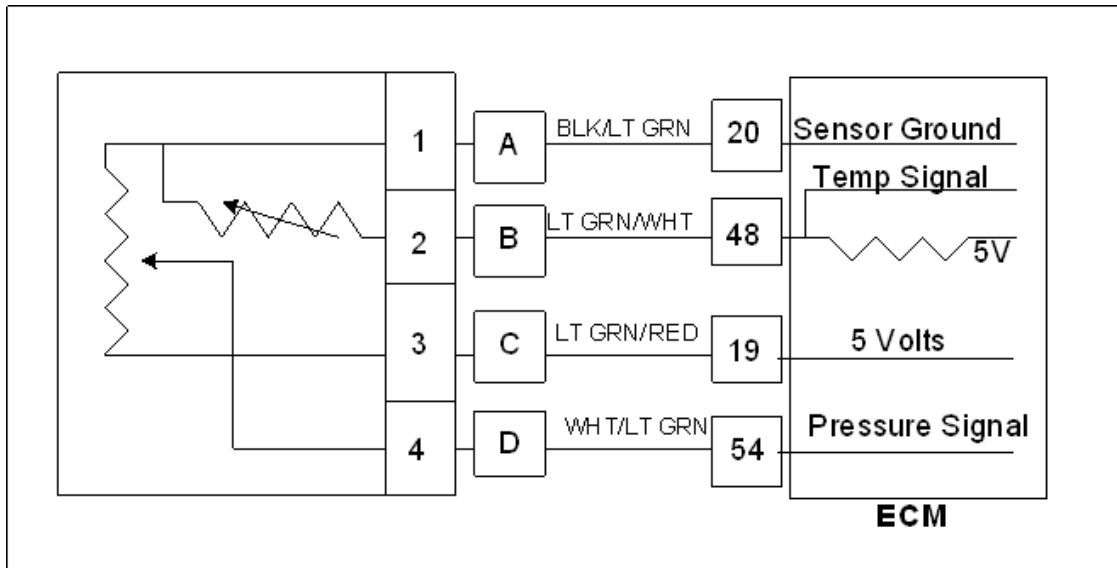 1 A BLK/LT GRN 20 Sensor Ground
Temp Signal
2 B LT GRN/WHT 48 5V
3 C LT GRN/RED 19 5 Volts
4 D WHT/LT GRN 54 Pressure Signal
ECM